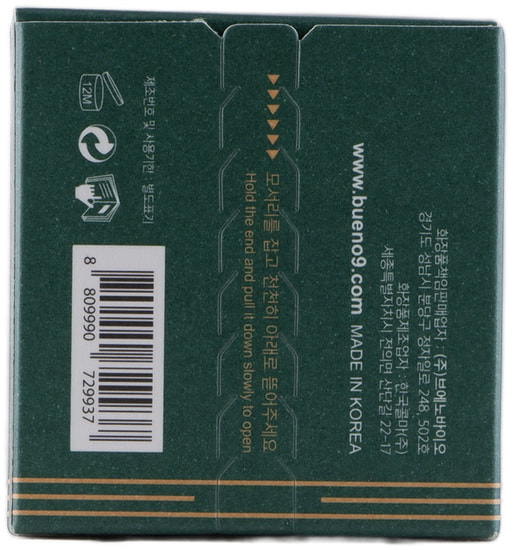 화장품책임판매업자 : (주)브에노바이오
경기도 성남시 분당구 정자일로 248, 502호
화장품제조업자 : 한국콜마(주)
세종특별자치시 전의면 산단길 22-17
www.bueno9.com MADE IN KOREA
모서리를 잡고 천천히 아래로 뜯어주세요
Hold the end and pull it down slowly to open
제조번호 및 사용기한 : 별도표기
12M
8 809990 729937